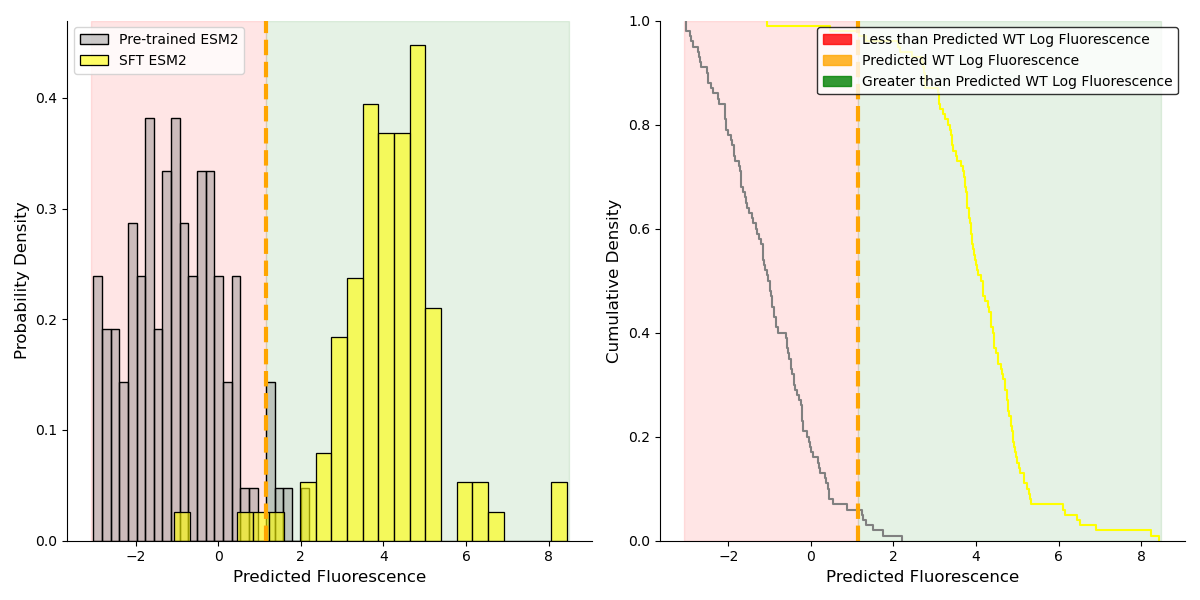 Pre-trained ESM2
SFT ESM2
Probability Density
0.4
0.3
0.2
0.1
0.0
−2
0
2
4
6
8
Predicted Fluorescence
Less than Predicted WT Log Fluorescence
Predicted WT Log Fluorescence
Greater than Predicted WT Log Fluorescence
Cumulative Density
1.0
0.8
0.6
0.4
0.2
0.0
−2
0
2
4
6
8
Predicted Fluorescence